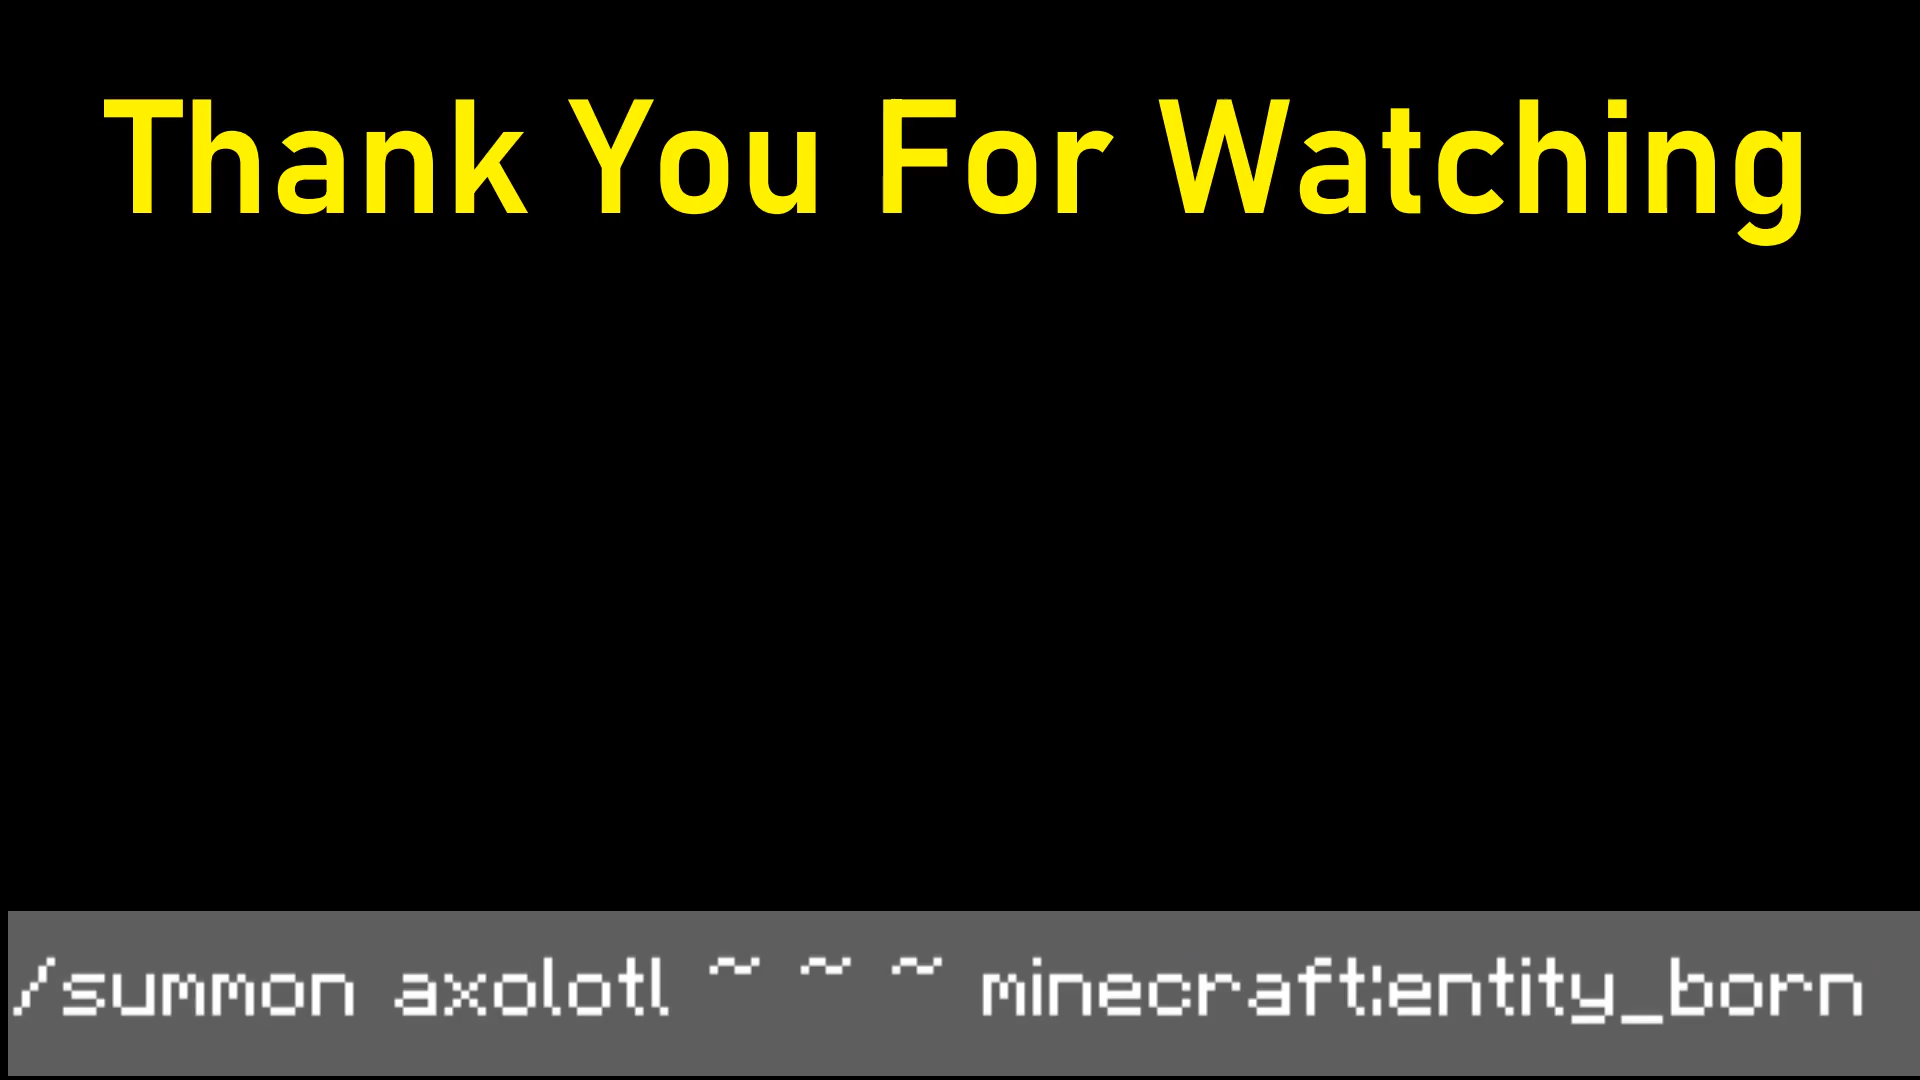 Thank You For Watching
/summon axolotl ~ ~ ~ minecraft:entity_born